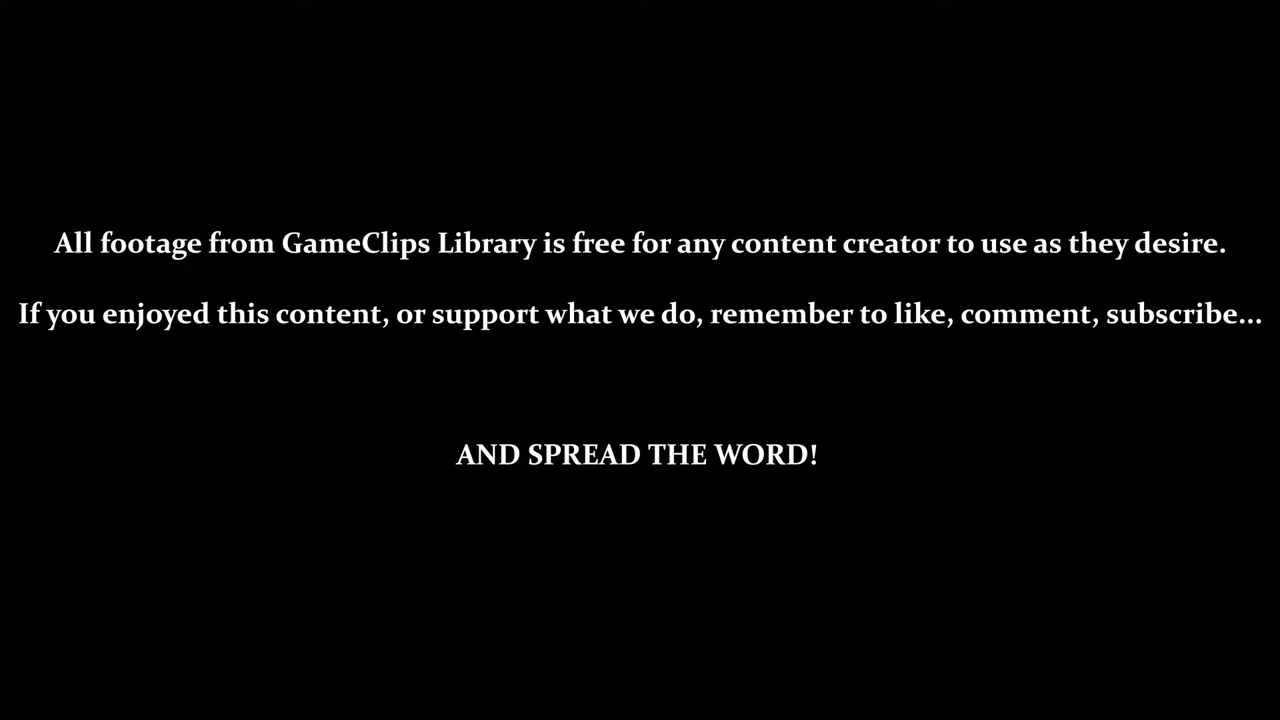 All footage from GameClips Library is free for any content creator to use as they desire.
If you enjoyed this content, or support what we do, remember to like, comment, subscribe...
AND SPREAD THE WORD!